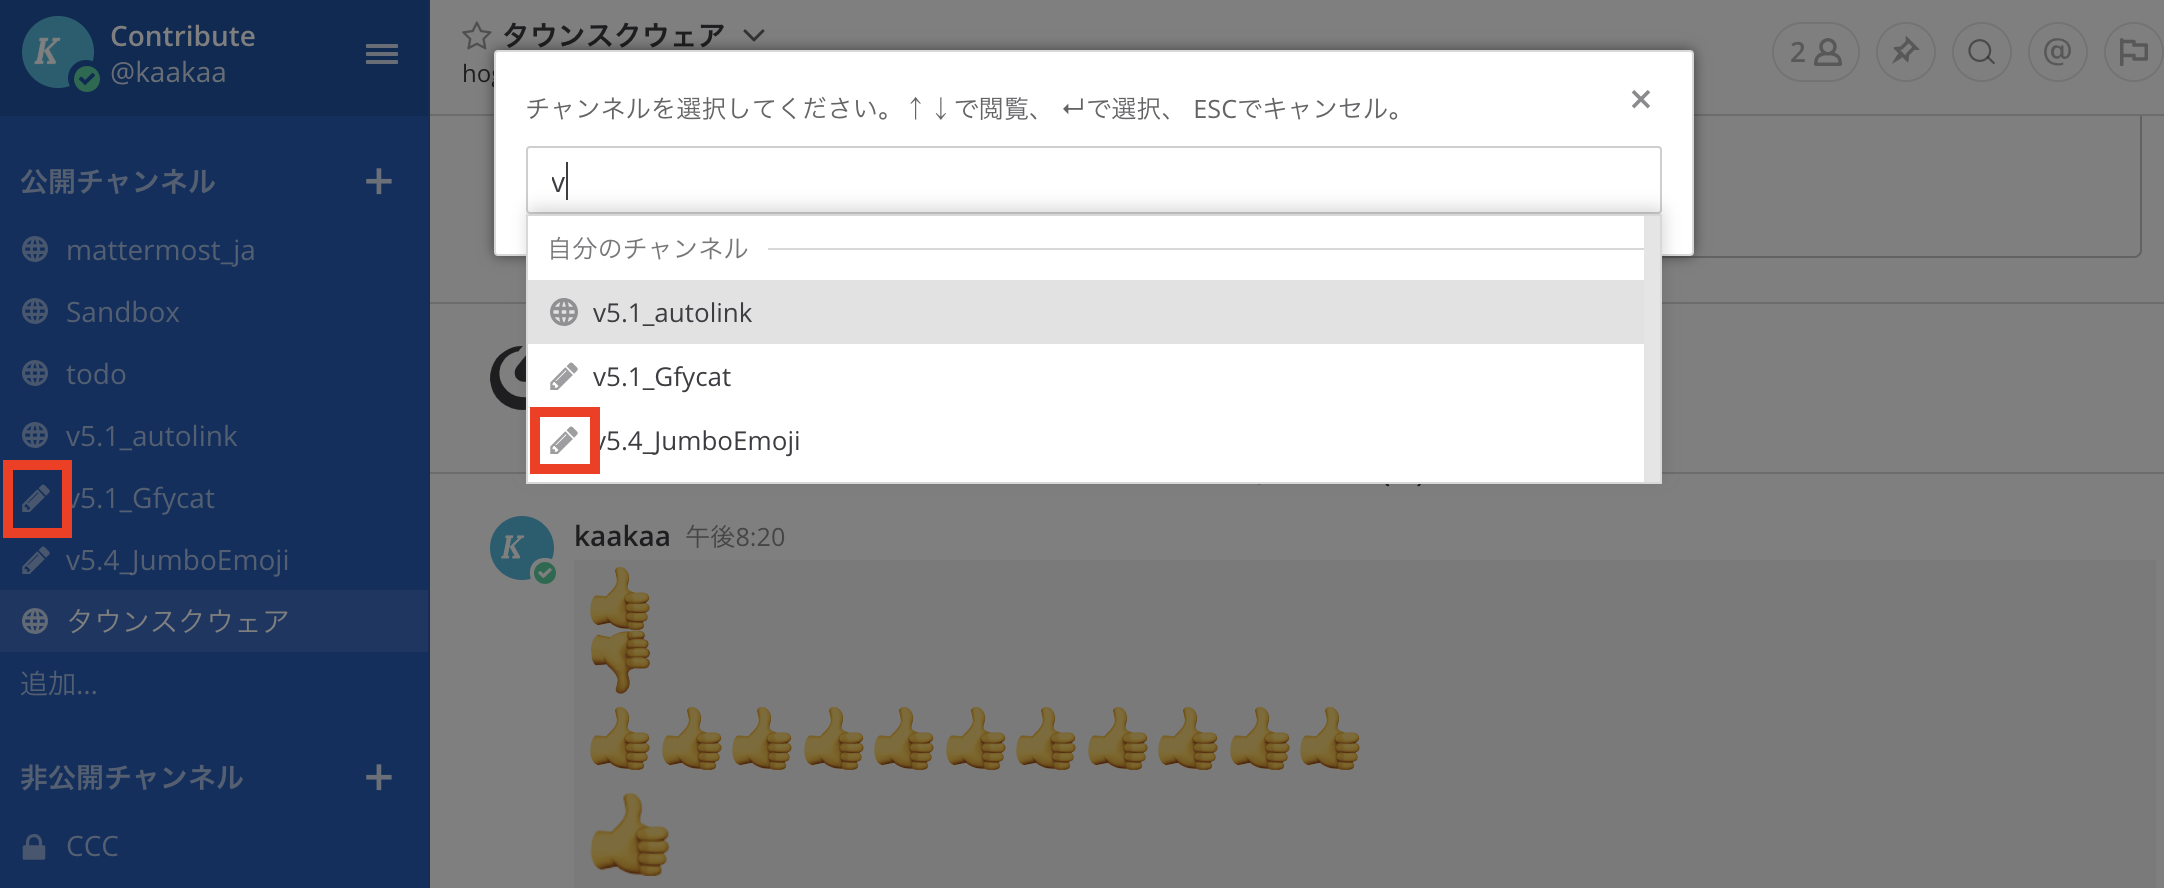 Contribute
@kaakaa
公開チャンネル
mattermost_ja
Sandbox
todo
v5.1_autolink
v5.1_Gfycat
v5.4_JumboEmoji
タウンスクウェア
追加...
非公開チャンネル
CCC
タウンスクウェア
2
@
チャンネルを選択してください。↑↓で閲覧、 ↵で選択、 ESCでキャンセル。
v
自分のチャンネル
v5.1_autolink
v5.1_Gfycat
v5.4_JumboEmoji
kaakaa 午後8:20